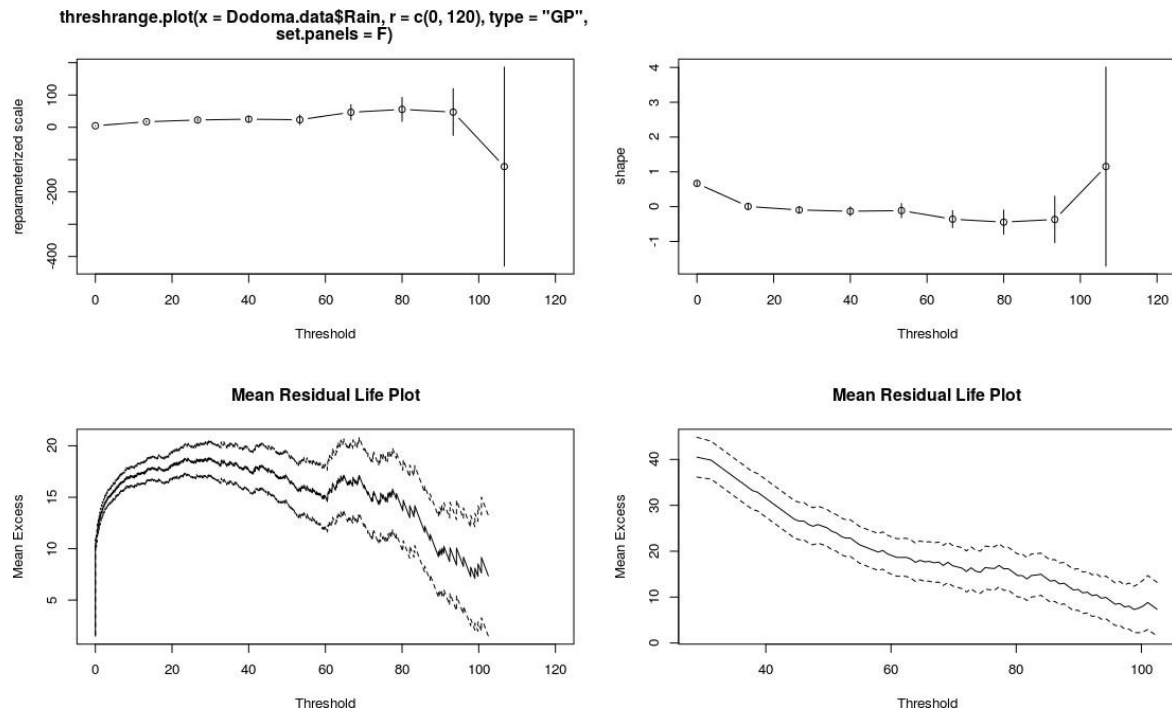 threshrange.plot(x = Dodoma.data$Rain, r = c(0, 120), type = "GP",
set.panels = F)
reparameterized scale
100
0
-200
-400
0 20 40 60 80 100 120
Threshold
shape
4
3
2
1
0
-1
0 20 40 60 80 100 120
Threshold
Mean Residual Life Plot
Mean Excess
20
15
10
5
0 20 40 60 80 100 120
Threshold
Mean Residual Life Plot
Mean Excess
40
30
20
10
0
40 60 80 100
Threshold